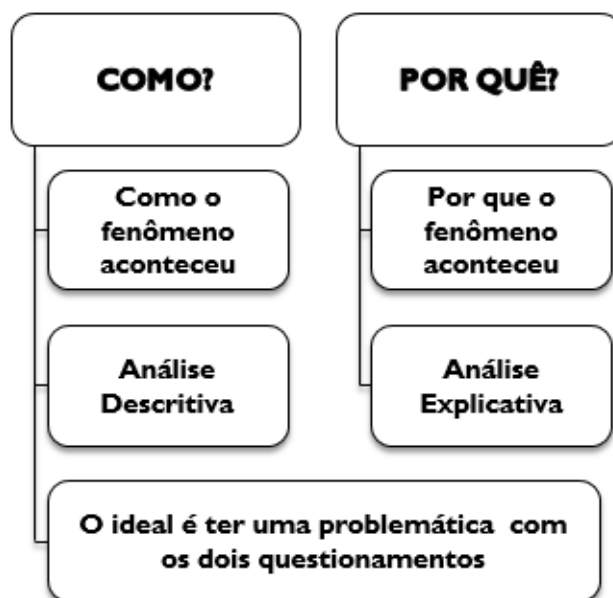 COMO?
Como o
fenômeno
aconteceu
Análise
Descritiva
POR QUÊ?
Por que o
fenômeno
aconteceu
Análise
Explicativa
O ideal é ter uma problemática com
os dois questionamentos